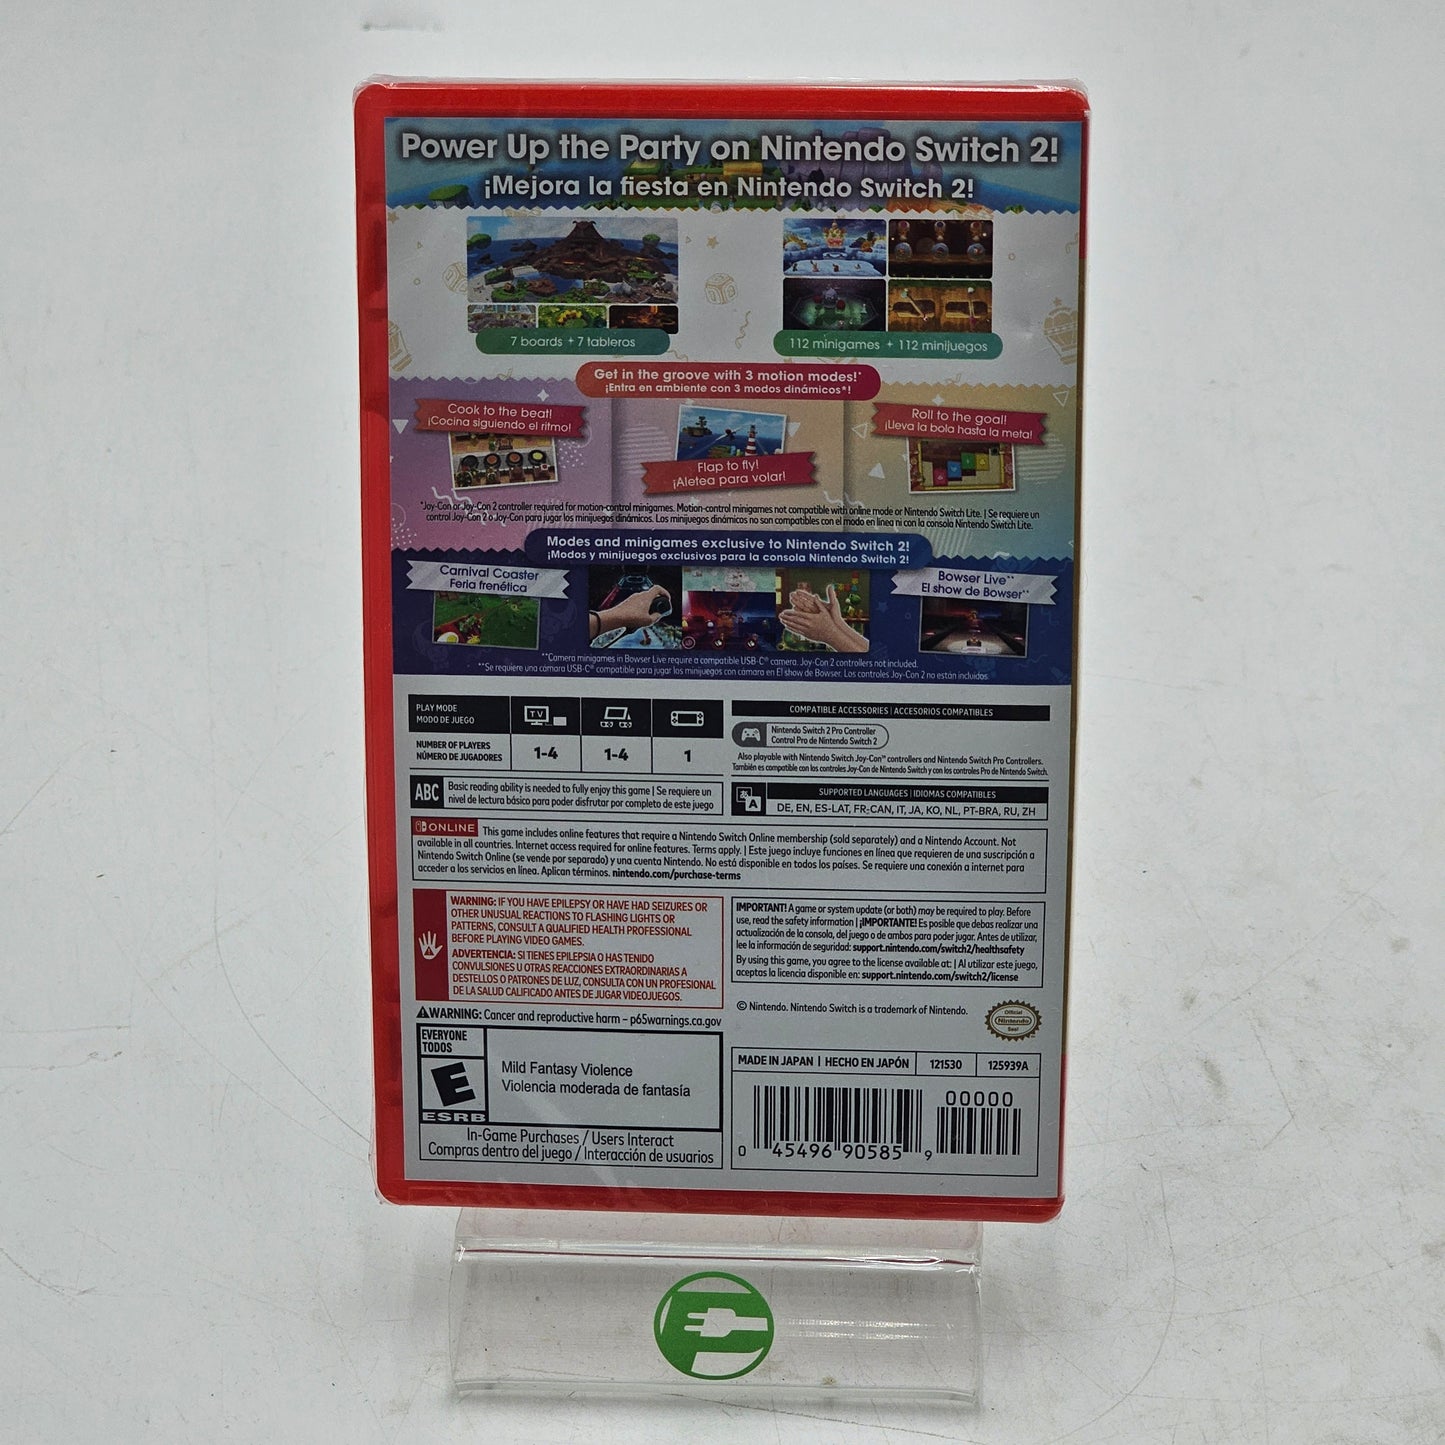 Power Up the Party on Nintendo Switch 2!
¡Mejora la fiesta en Nintendo Switch 2!
7 boards + 7 tableros
112 minigames + 112 minijuegos
Get in the groove with 3 motion modes!*
¡Entra en ambiente con 3 modos dinámicos*!
Cook to the beat!
¡Cocina siguiendo el ritmo!
Flap to fly!
¡Aletea para volar!
Roll to the goal!
¡Lleva la bola hasta la meta!
*Joy-Con or Joy-Con 2 controller required for motion-control minigames. Motion-control minigames not compatible with online mode or Nintendo Switch Lite. | Se requiere un
control Joy-Con 2 o Joy-Con para jugar los minijuegos dinámicos. Los minijuegos dinámicos no son compatibles con el modo en línea ni con la consola Nintendo Switch Lite.
Modes and minigames exclusive to Nintendo Switch 2!
¡Modos y minijuegos exclusivos para la consola Nintendo Switch 2!
Carnival Coaster
Feria frenética
Bowser Live**
El show de Bowser**
**Camera minigames in Bowser Live require a compatible USB-C® camera. Joy-Con 2 controllers not included.
**Se requiere una cámara USB-C® compatible para jugar los minijuegos con cámara en El show de Bowser. Los controles Joy-Con 2 no están incluidos.
PLAY MODE
MODO DE JUEGO
TV
NUMBER OF PLAYERS
NÚMERO DE JUGADORES
1-4
1-4
1
COMPATIBLE ACCESSORIES | ACCESORIOS COMPATIBLES
Nintendo Switch 2 Pro Controller
Control Pro de Nintendo Switch 2
Also playable with Nintendo Switch Joy-Con™ controllers and Nintendo Switch Pro Controllers.
También es compatible con los controles Joy-Con de Nintendo Switch y con los controles Pro de Nintendo Switch.
ABC
Basic reading ability is needed to fully enjoy this game | Se requiere un
nivel de lectura básico para poder disfrutar por completo de este juego
あ A
SUPPORTED LANGUAGES | IDIOMAS COMPATIBLES
DE, EN, ES-LAT, FR-CAN, IT, JA, KO, NL, PT-BRA, RU, ZH
ONLINE This game includes online features that require a Nintendo Switch Online membership (sold separately) and a Nintendo Account. Not
available in all countries. Internet access required for online features. Terms apply. | Este juego incluye funciones en línea que requieren de una suscripción a
Nintendo Switch Online (se vende por separado) y una cuenta Nintendo. No está disponible en todos los países. Se requiere una conexión a internet para
acceder a los servicios en línea. Aplican términos. nintendo.com/purchase-terms
WARNING: IF YOU HAVE EPILEPSY OR HAVE HAD SEIZURES OR
OTHER UNUSUAL REACTIONS TO FLASHING LIGHTS OR
PATTERNS, CONSULT A QUALIFIED HEALTH PROFESSIONAL
BEFORE PLAYING VIDEO GAMES.
ADVERTENCIA: SI TIENES EPILEPSIA O HAS TENIDO
CONVULSIONES U OTRAS REACCIONES EXTRAORDINARIAS A
DESTELLOS O PATRONES DE LUZ, CONSULTA CON UN PROFESIONAL
DE LA SALUD CALIFICADO ANTES DE JUGAR VIDEOJUEGOS.
IMPORTANT! A game or system update (or both) may be required to play. Before
use, read the safety information | ¡IMPORTANTE! Es posible que debas realizar una
actualización de la consola, del juego o de ambos para poder jugar. Antes de utilizar,
lee la información de seguridad: support.nintendo.com/switch2/healthsafety
By using this game, you agree to the license available at: | Al utilizar este juego,
aceptas la licencia disponible en: support.nintendo.com/switch2/license
© Nintendo. Nintendo Switch is a trademark of Nintendo.
Official
Nintendo
Seal
WARNING: Cancer and reproductive harm – p65warnings.ca.gov
EVERYONE
TODOS
E
ESRB
Mild Fantasy Violence
Violencia moderada de fantasía
In-Game Purchases / Users Interact
Compras dentro del juego / Interacción de usuarios
MADE IN JAPAN | HECHO EN JAPÓN
121530
125939A
00000
0 45496 90585 9